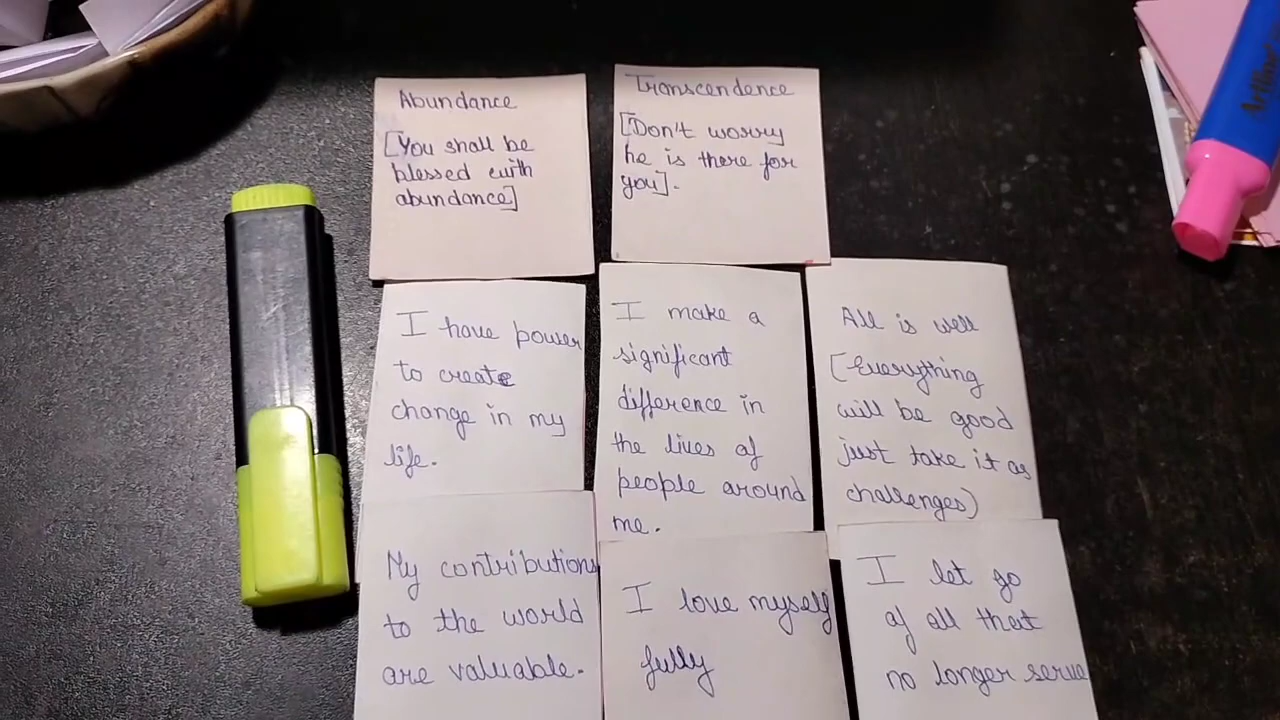 Abundance
[You shall be
blessed with
abundance]
Transcendence
[Don't worry
he is there for
you].
I have power
to create
change in my
life.
I make a
significant
difference in
the lives of
people around
me.
All is well
[Everything
will be good
just take it as
challenges)
My contributions
to the world
are valuable.
I love myself
fully
I let go
of all that
no longer serve